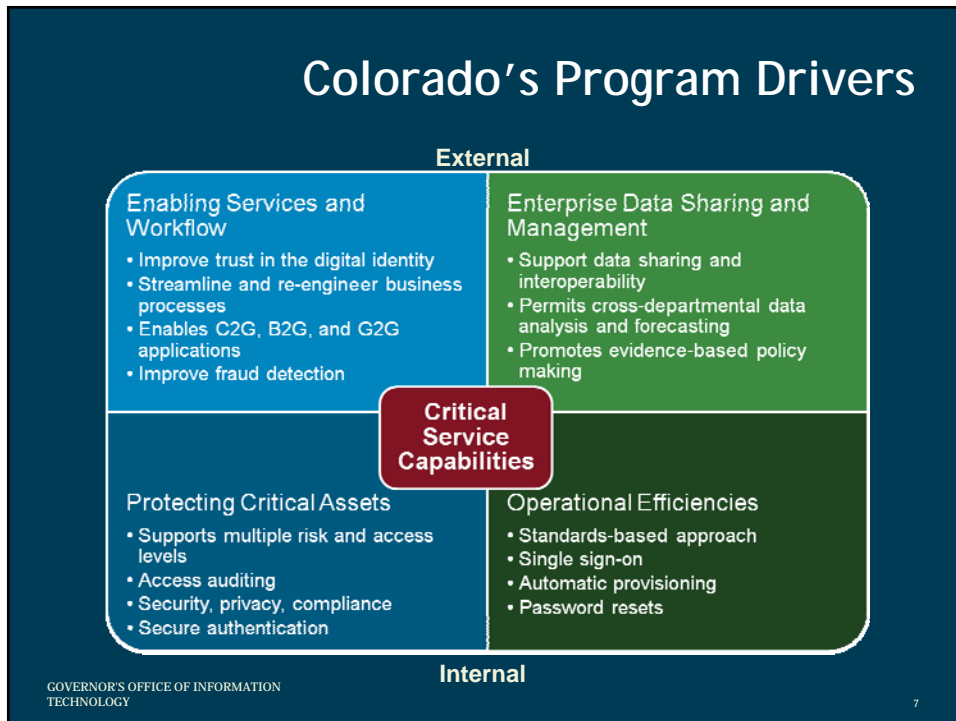 Colorado's Program Drivers
External
Enabling Services and
Workflow
• Improve trust in the digital identity
• Streamline and re-engineer business
processes
• Enables C2G, B2G, and G2G
applications
• Improve fraud detection
Enterprise Data Sharing and
Management
• Support data sharing and
interoperability
• Permits cross-departmental data
analysis and forecasting
• Promotes evidence-based policy
making
Critical
Service
Capabilities
Protecting Critical Assets
• Supports multiple risk and access
levels
• Access auditing
• Security, privacy, compliance
• Secure authentication
Operational Efficiencies
• Standards-based approach
• Single sign-on
• Automatic provisioning
• Password resets
Internal
GOVERNOR'S OFFICE OF INFORMATION
TECHNOLOGY
7